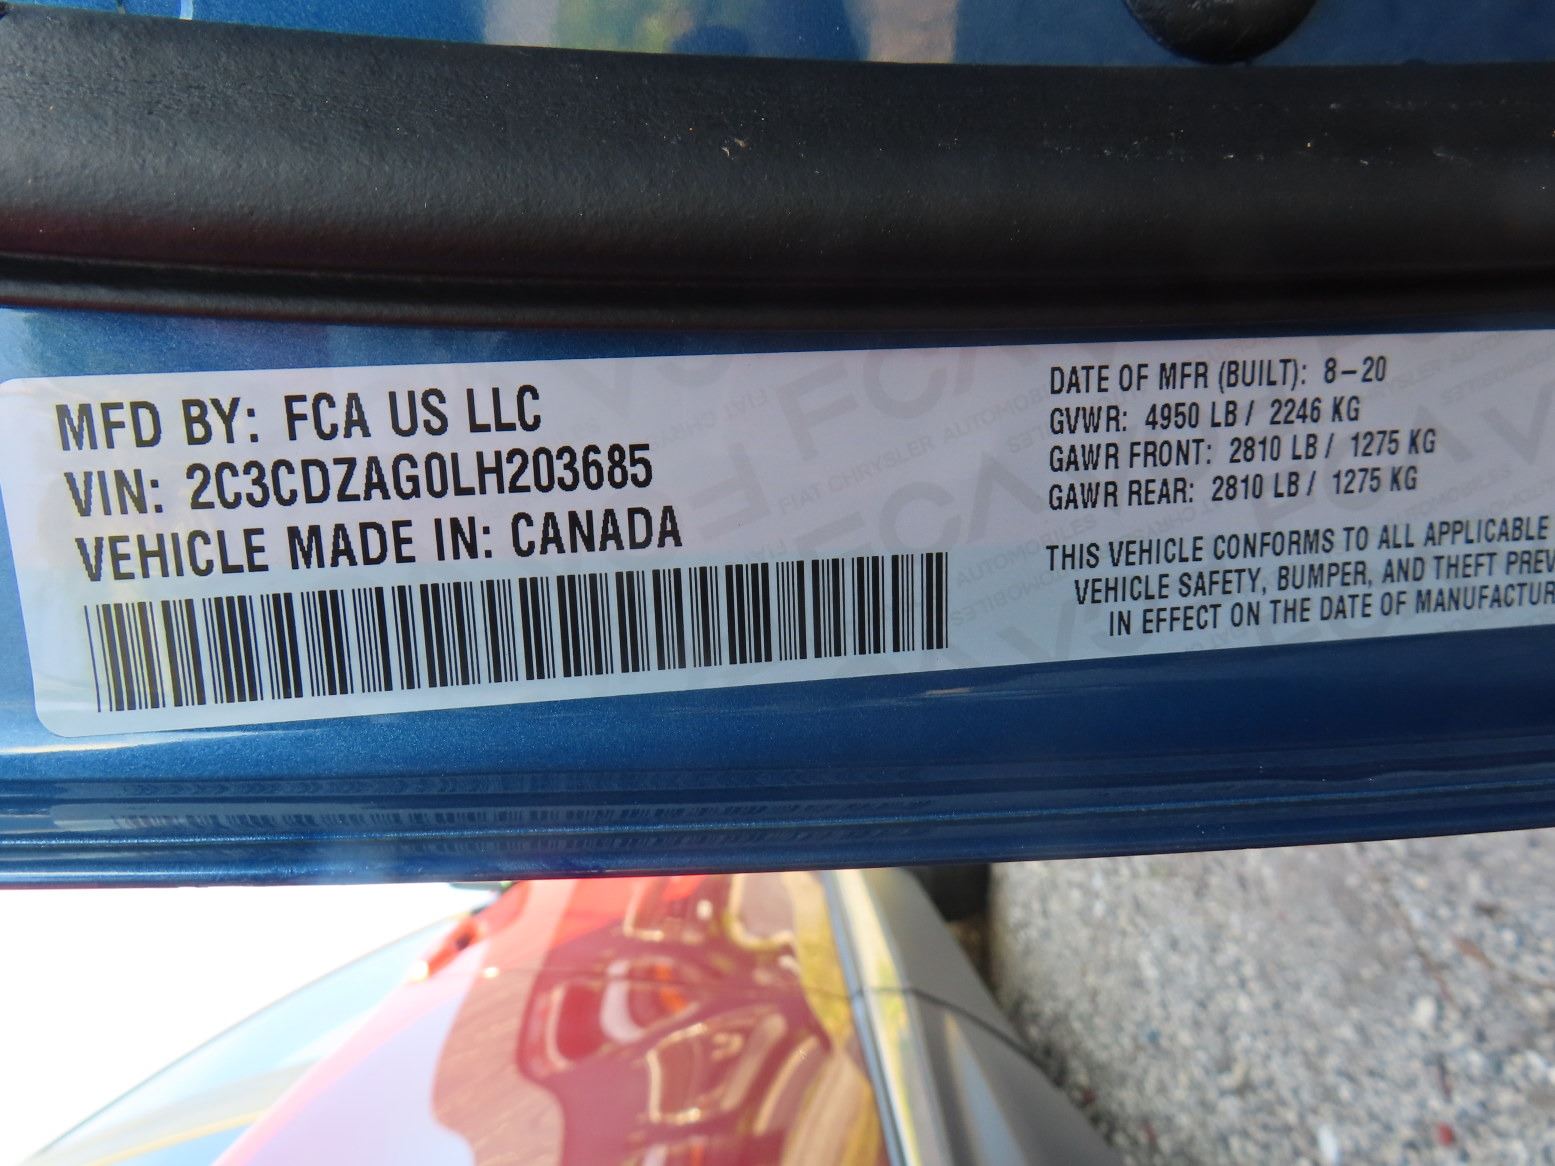 MFD BY: FCA US LLC
VIN: 2C3CDZAG0LH203685
VEHICLE MADE IN: CANADA
DATE OF MFR (BUILT): 8-20
GVWR: 4950 LB / 2246 KG
GAWR FRONT: 2810 LB / 1275 KG
GAWR REAR: 2810 LB / 1275 KG
THIS VEHICLE CONFORMS TO ALL APPLICABLE
VEHICLE SAFETY, BUMPER, AND THEFT PREV
IN EFFECT ON THE DATE OF MANUFACTUR